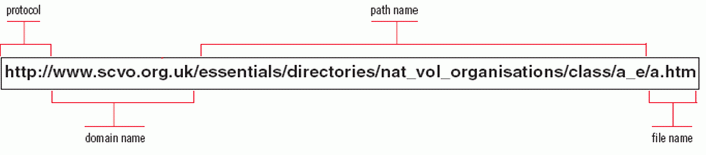 protocol path name
http://www.scvo.org.uk/essentials/directories/nat_vol_organisations/class/a_e/a.htm
domain name file name